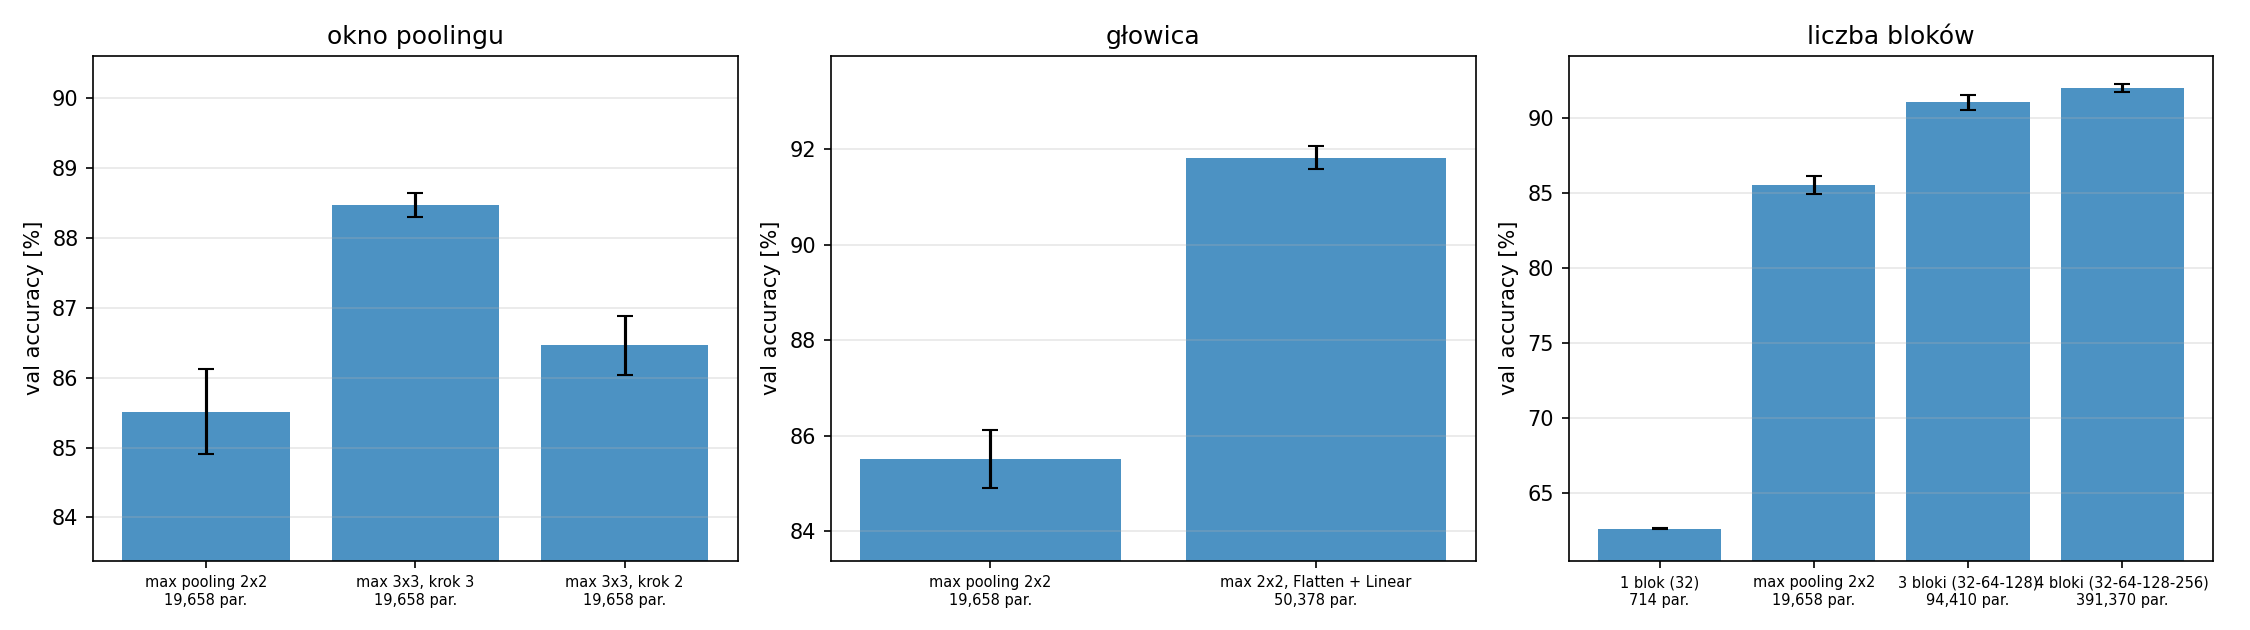 okno poolingu
val accuracy [%]
90
89
88
87
86
85
84
max pooling 2x2
19,658 par.
max 3x3, krok 3
19,658 par.
max 3x3, krok 2
19,658 par.
głowica
val accuracy [%]
92
90
88
86
84
max pooling 2x2
19,658 par.
max 2x2, Flatten + Linear
50,378 par.
liczba bloków
val accuracy [%]
90
85
80
75
70
65
1 blok (32)
714 par.
max pooling 2x2
19,658 par.
3 bloki (32-64-128)
94,410 par.
4 bloki (32-64-128-256)
391,370 par.